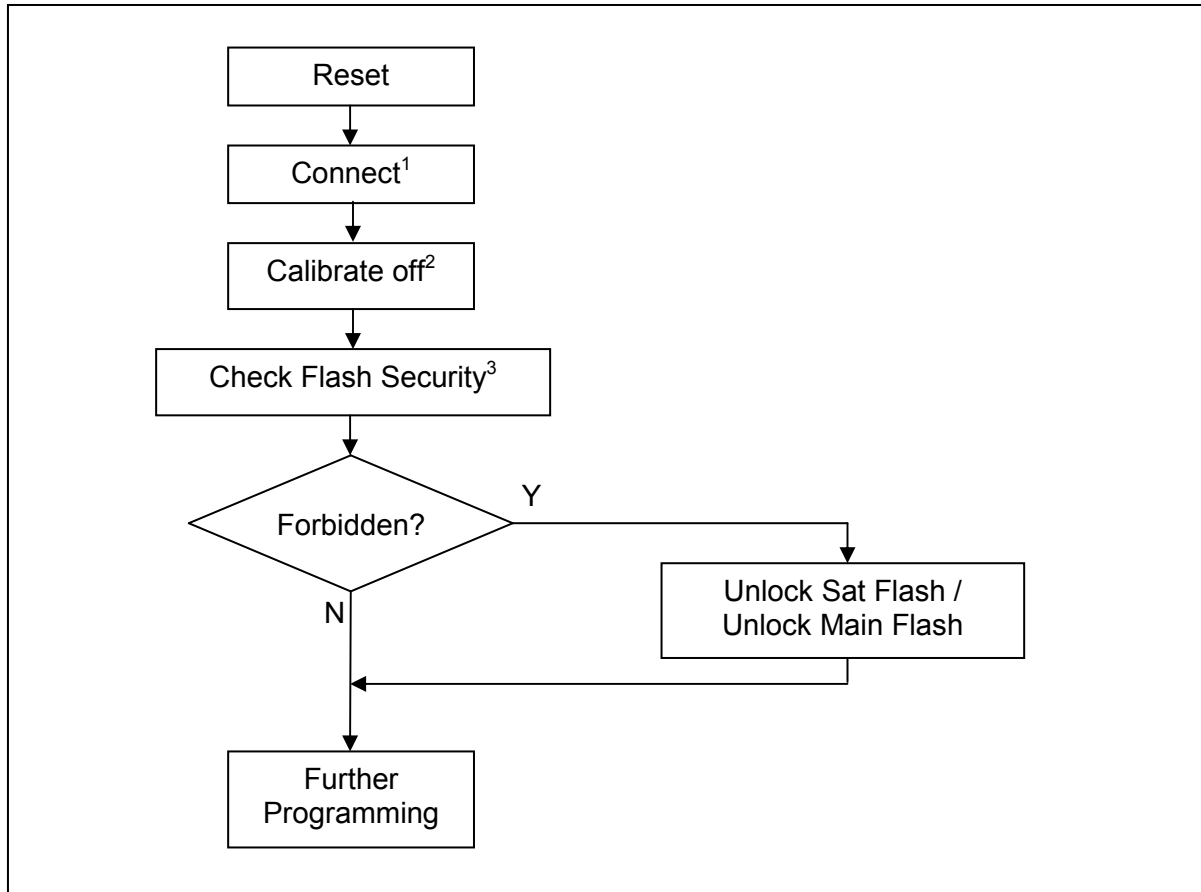 Reset
Connect¹
Calibrate off²
Check Flash Security³
Forbidden?
Y
N
Unlock Sat Flash /
Unlock Main Flash
Further
Programming